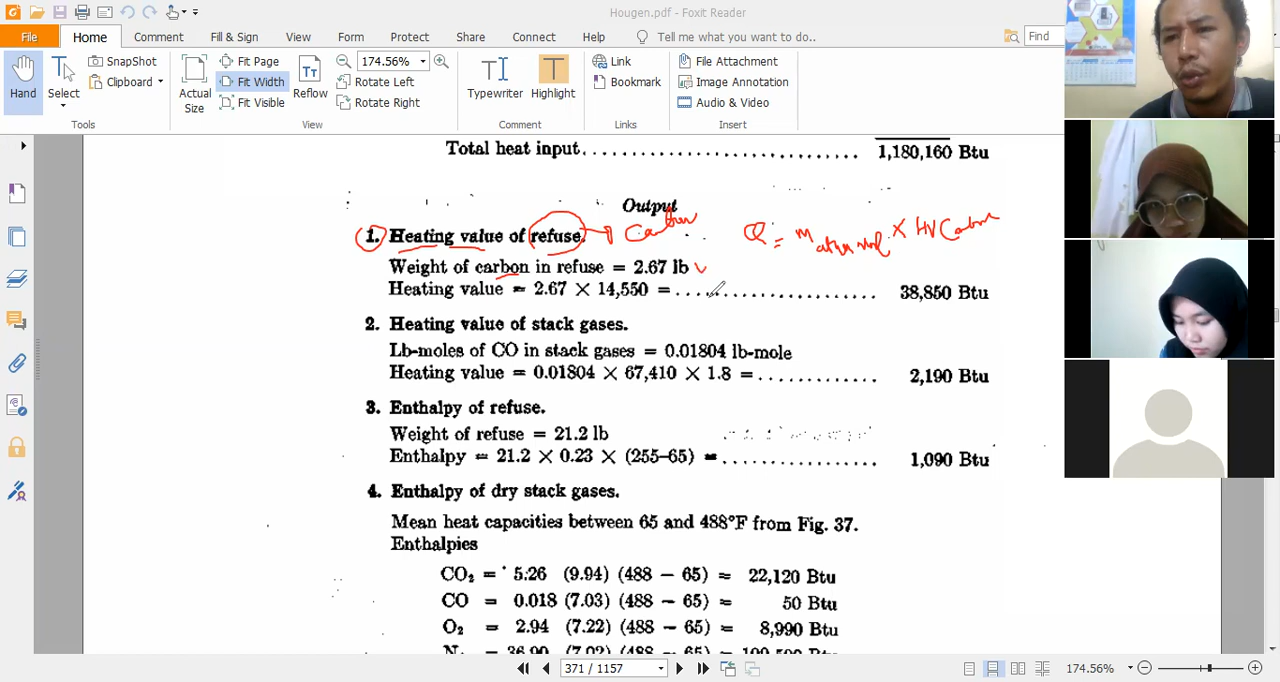 Hougen.pdf - Foxit Reader
File Home Comment Fill & Sign View Form Protect Share Connect Help Tell me what you want to do.. Find
Hand Select SnapShot Clipboard Actual Size Fit Page Fit Width Fit Visible Reflow 174.56% Rotate Left Rotate Right Typewriter Highlight Link Bookmark File Attachment Image Annotation Audio & Video
Tools View Comment Links Insert
Total heat input. . . . . . . . . . . . . . . . . . . . . . . . . . . . . 1,180,160 Btu
Output
1. Heating value of refuse. Carbon Q = m × HV Carbon
Weight of carbon in refuse = 2.67 lb
Heating value = 2.67 × 14,550 = . . . . . . . . . . . . . . . . . . . . . 38,850 Btu
2. Heating value of stack gases.
Lb-moles of CO in stack gases = 0.01804 lb-mole
Heating value = 0.01804 × 67,410 × 1.8 = . . . . . . . . . . . . . 2,190 Btu
3. Enthalpy of refuse.
Weight of refuse = 21.2 lb
Enthalpy = 21.2 × 0.23 × (255–65) = . . . . . . . . . . . . . . . . 1,090 Btu
4. Enthalpy of dry stack gases.
Mean heat capacities between 65 and 488°F from Fig. 37.
Enthalpies
CO₂ = 5.26 (9.94) (488 − 65) = 22,120 Btu
CO = 0.018 (7.03) (488 − 65) = 50 Btu
O₂ = 2.94 (7.22) (488 − 65) = 8,990 Btu
371 / 1157 174.56%